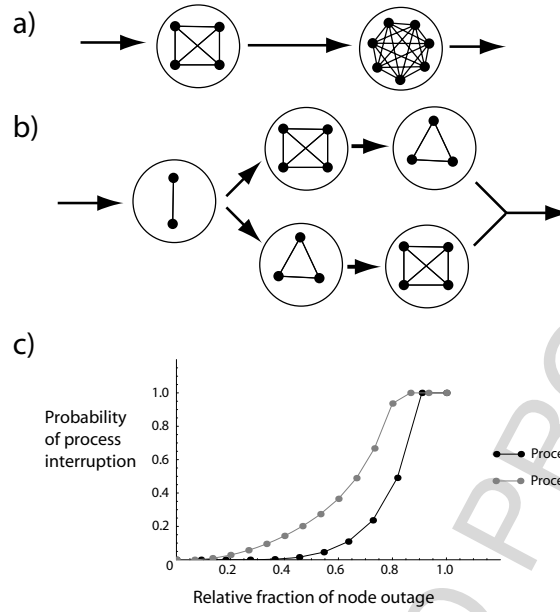 a)
b)
c)
Probability
of process
interruption
1.0
0.8
0.6
0.4
0.2
0
0.2
0.4
0.6
0.8
1.0
Relative fraction of node outage